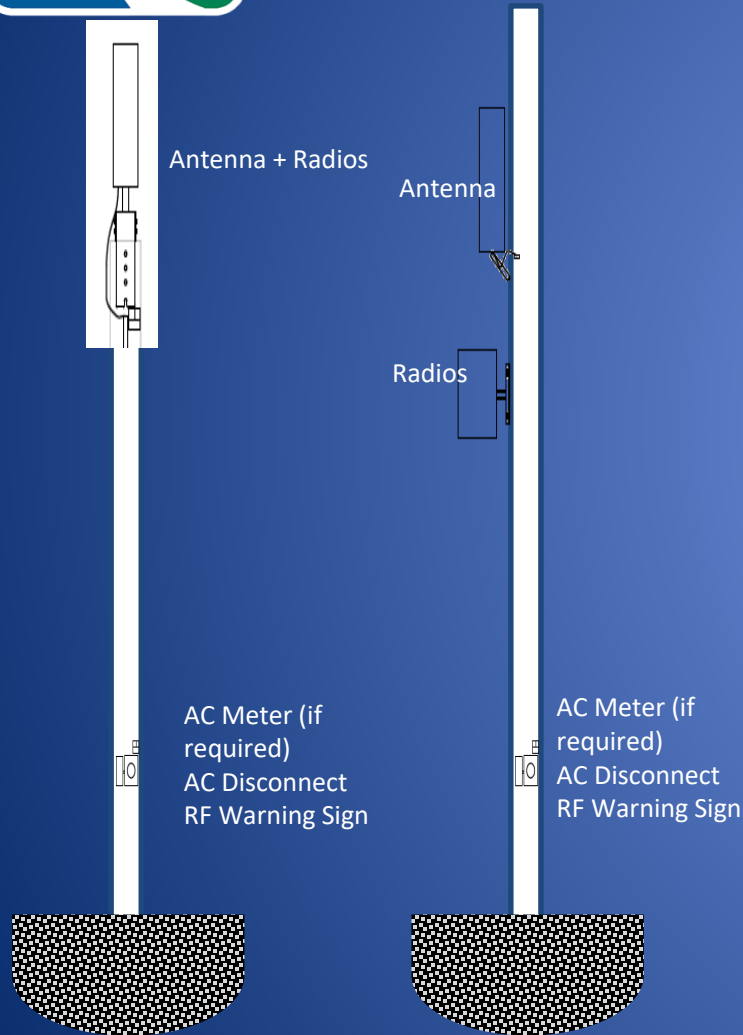 Antenna + Radios
Antenna
Radios
AC Meter (if
required)
AC Disconnect
RF Warning Sign
AC Meter (if
required)
AC Disconnect
RF Warning Sign